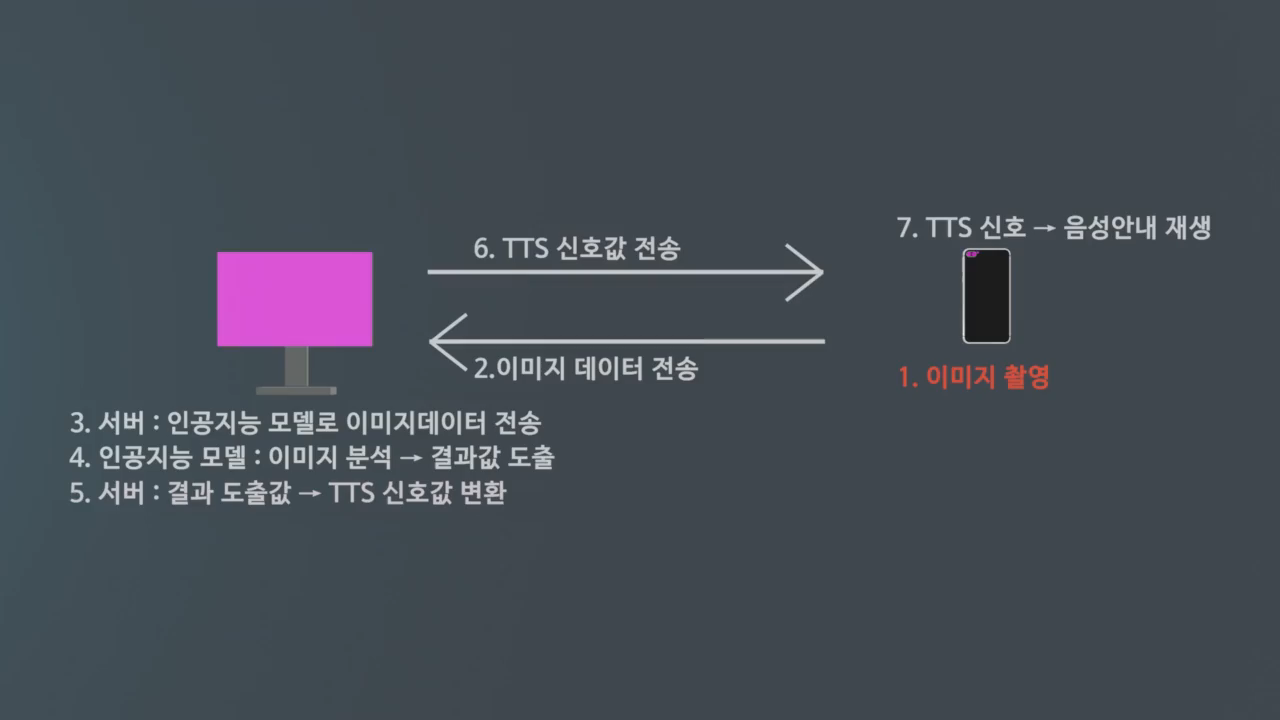 7. TTS 신호 → 음성안내 재생
6. TTS 신호값 전송
2.이미지 데이터 전송
1. 이미지 촬영
3. 서버 : 인공지능 모델로 이미지데이터 전송
4. 인공지능 모델 : 이미지 분석 → 결과값 도출
5. 서버 : 결과 도출값 → TTS 신호값 변환